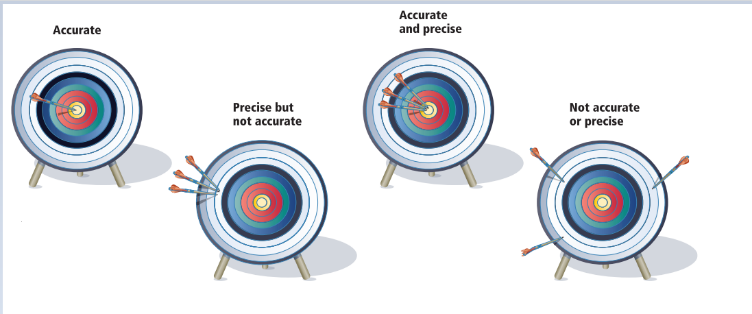 Accurate
Precise but
not accurate
Accurate
and precise
Not accurate
or precise